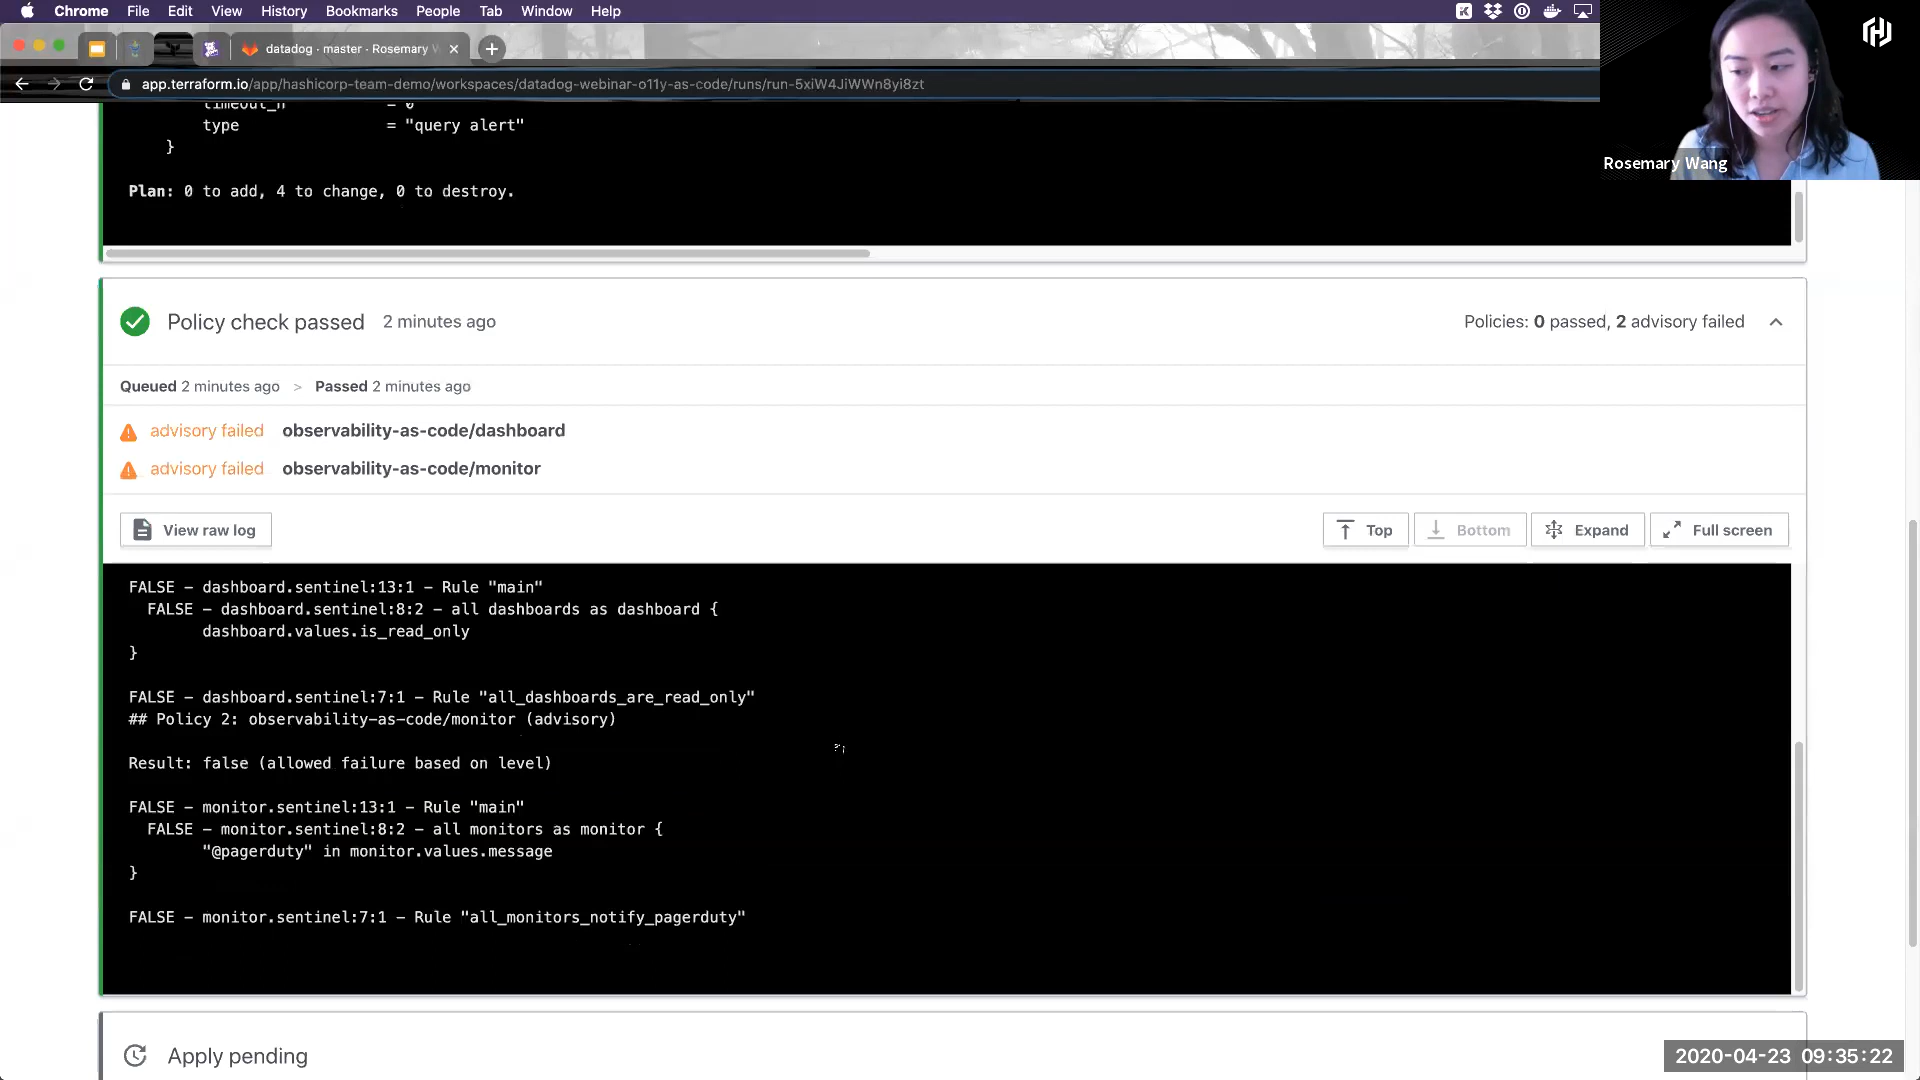 Chrome File Edit View History Bookmarks People Tab Window Help
datadog · master · Rosemary W
app.terraform.io/app/hashicorp-team-demo/workspaces/datadog-webinar-o11y-as-code/runs/run-5xiW4JiWWn8yi8zt
Rosemary Wang
timeout_h = 0
type = "query alert"
}
Plan: 0 to add, 4 to change, 0 to destroy.
Policy check passed 2 minutes ago
Policies: 0 passed, 2 advisory failed
Queued 2 minutes ago > Passed 2 minutes ago
advisory failed observability-as-code/dashboard
advisory failed observability-as-code/monitor
View raw log
Top Bottom Expand Full screen
FALSE - dashboard.sentinel:13:1 - Rule "main"
FALSE - dashboard.sentinel:8:2 - all dashboards as dashboard {
dashboard.values.is_read_only
}
FALSE - dashboard.sentinel:7:1 - Rule "all_dashboards_are_read_only"
## Policy 2: observability-as-code/monitor (advisory)
Result: false (allowed failure based on level)
FALSE - monitor.sentinel:13:1 - Rule "main"
FALSE - monitor.sentinel:8:2 - all monitors as monitor {
"@pagerduty" in monitor.values.message
}
FALSE - monitor.sentinel:7:1 - Rule "all_monitors_notify_pagerduty"
Apply pending
2020-04-23 09:35:22